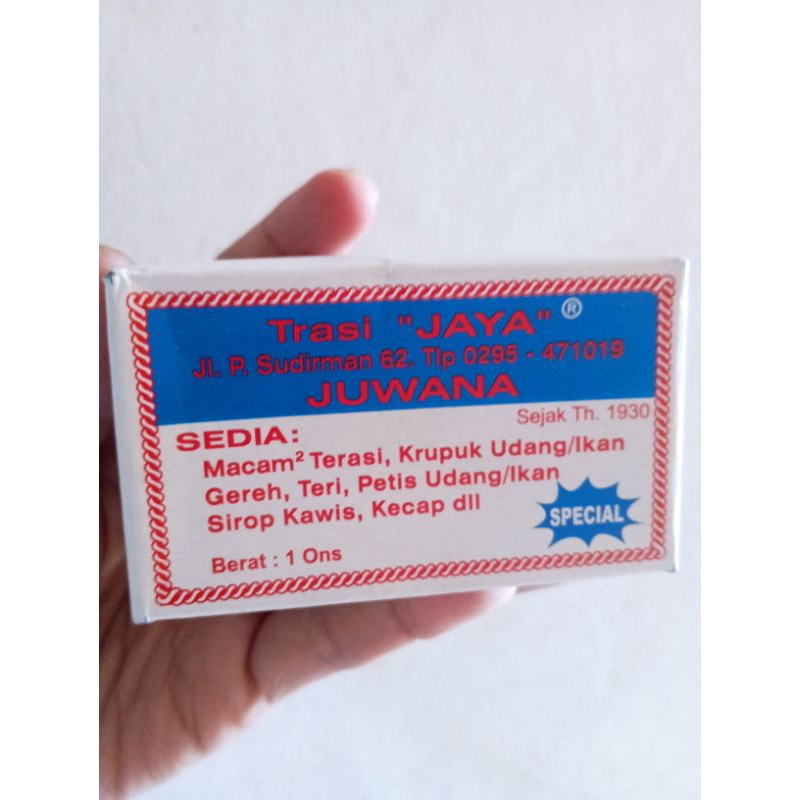 Trasi "JAYA" ®
Jl. P. Sudirman 62. Tlp 0295 - 471019
JUWANA
Sejak Th. 1930
SEDIA:
Macam² Terasi, Krupuk Udang/Ikan
Gereh, Teri, Petis Udang/Ikan
Sirop Kawis, Kecap dll
SPECIAL
Berat : 1 Ons